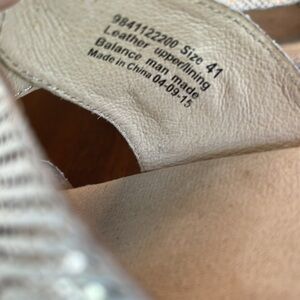 9841122200 Size 41
Leather upper/lining
Balance man made
Made in China 04-09-15